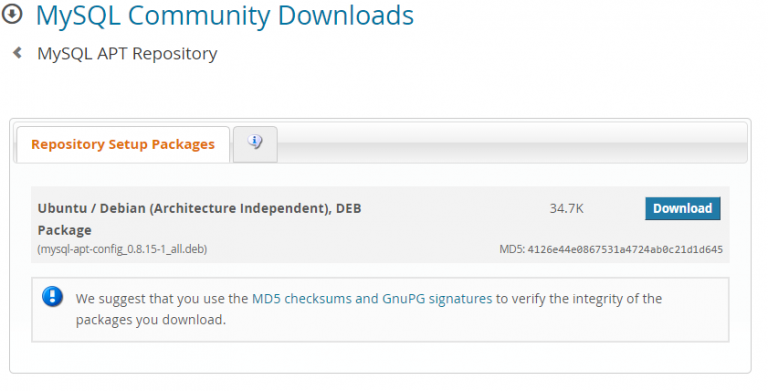 MySQL Community Downloads
MySQL APT Repository
Repository Setup Packages
Ubuntu / Debian (Architecture Independent), DEB 34.7K Download
Package
(mysql-apt-config_0.8.15-1_all.deb) MD5: 4126e44e0867531a4724ab0c21d1d645
We suggest that you use the MD5 checksums and GnuPG signatures to verify the integrity of the
packages you download.